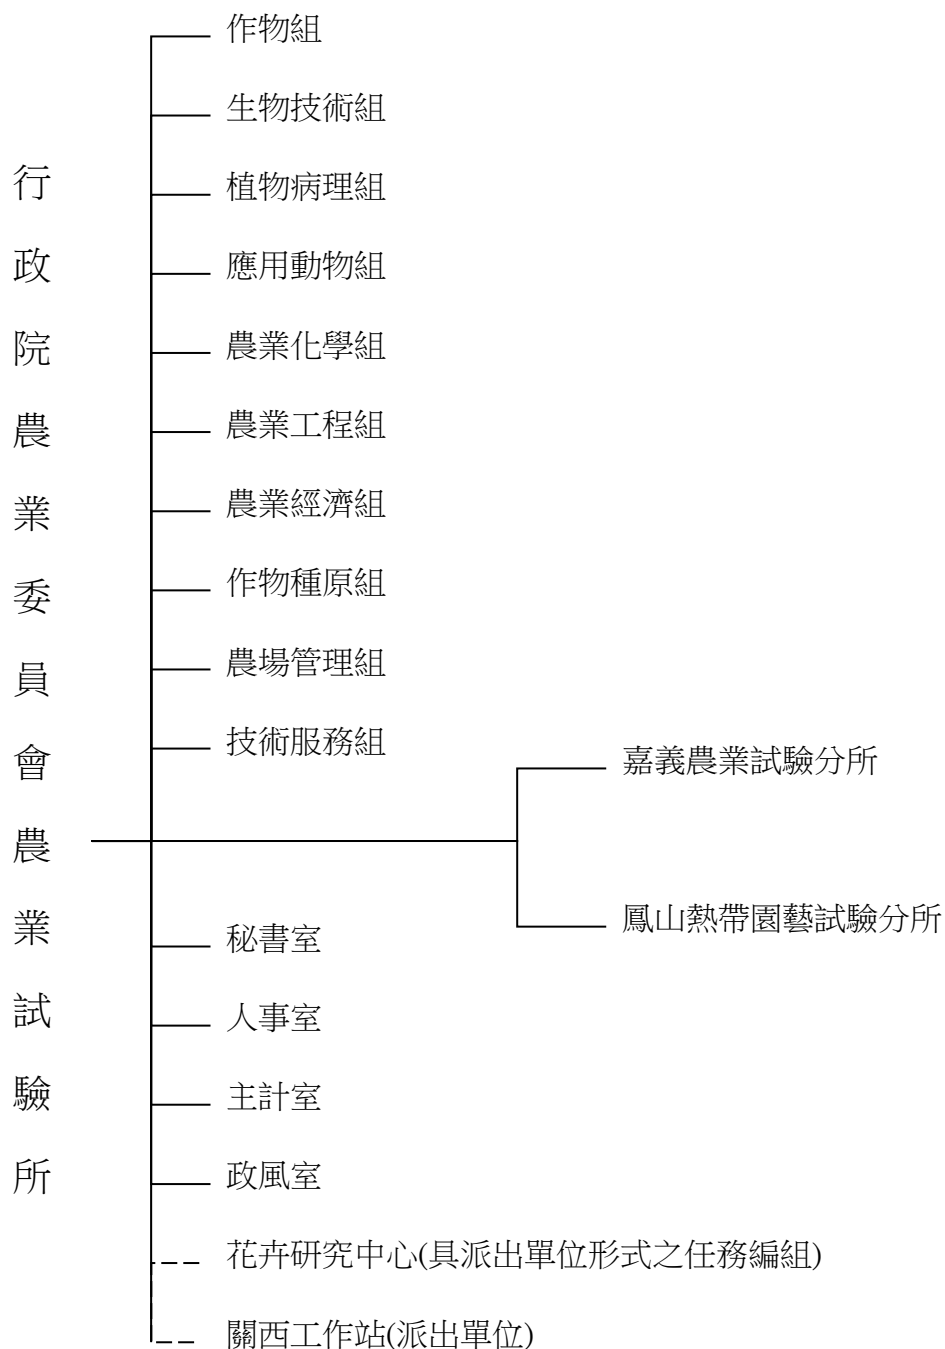 行政院農業委員會農業試驗所
作物組
生物技術組
植物病理組
應用動物組
農業化學組
農業工程組
農業經濟組
作物種原組
農場管理組
技術服務組
嘉義農業試驗分所
鳳山熱帶園藝試驗分所
秘書室
人事室
主計室
政風室
花卉研究中心(具派出單位形式之任務編組)
關西工作站(派出單位)